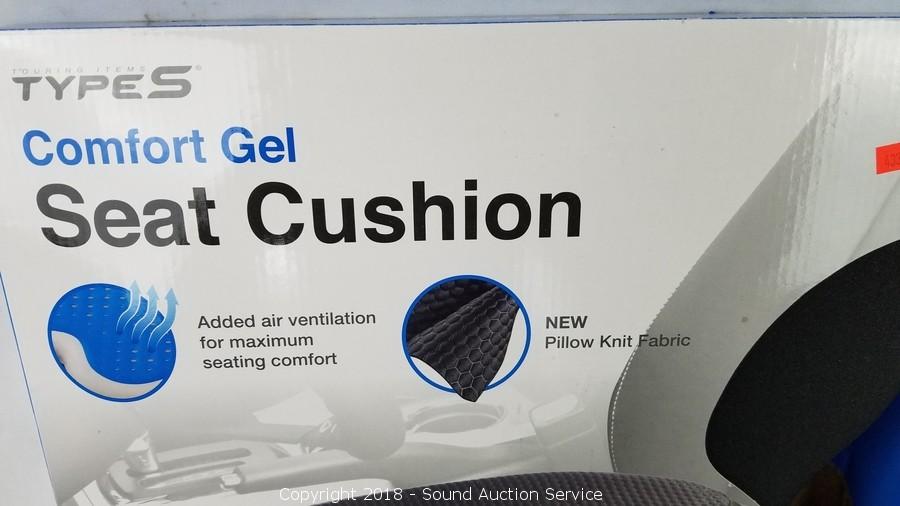 TOURING ITEMS
TYPE S®
Comfort Gel
Seat Cushion
Added air ventilation
for maximum
seating comfort
NEW
Pillow Knit Fabric
Copyright 2018 - Sound Auction Service